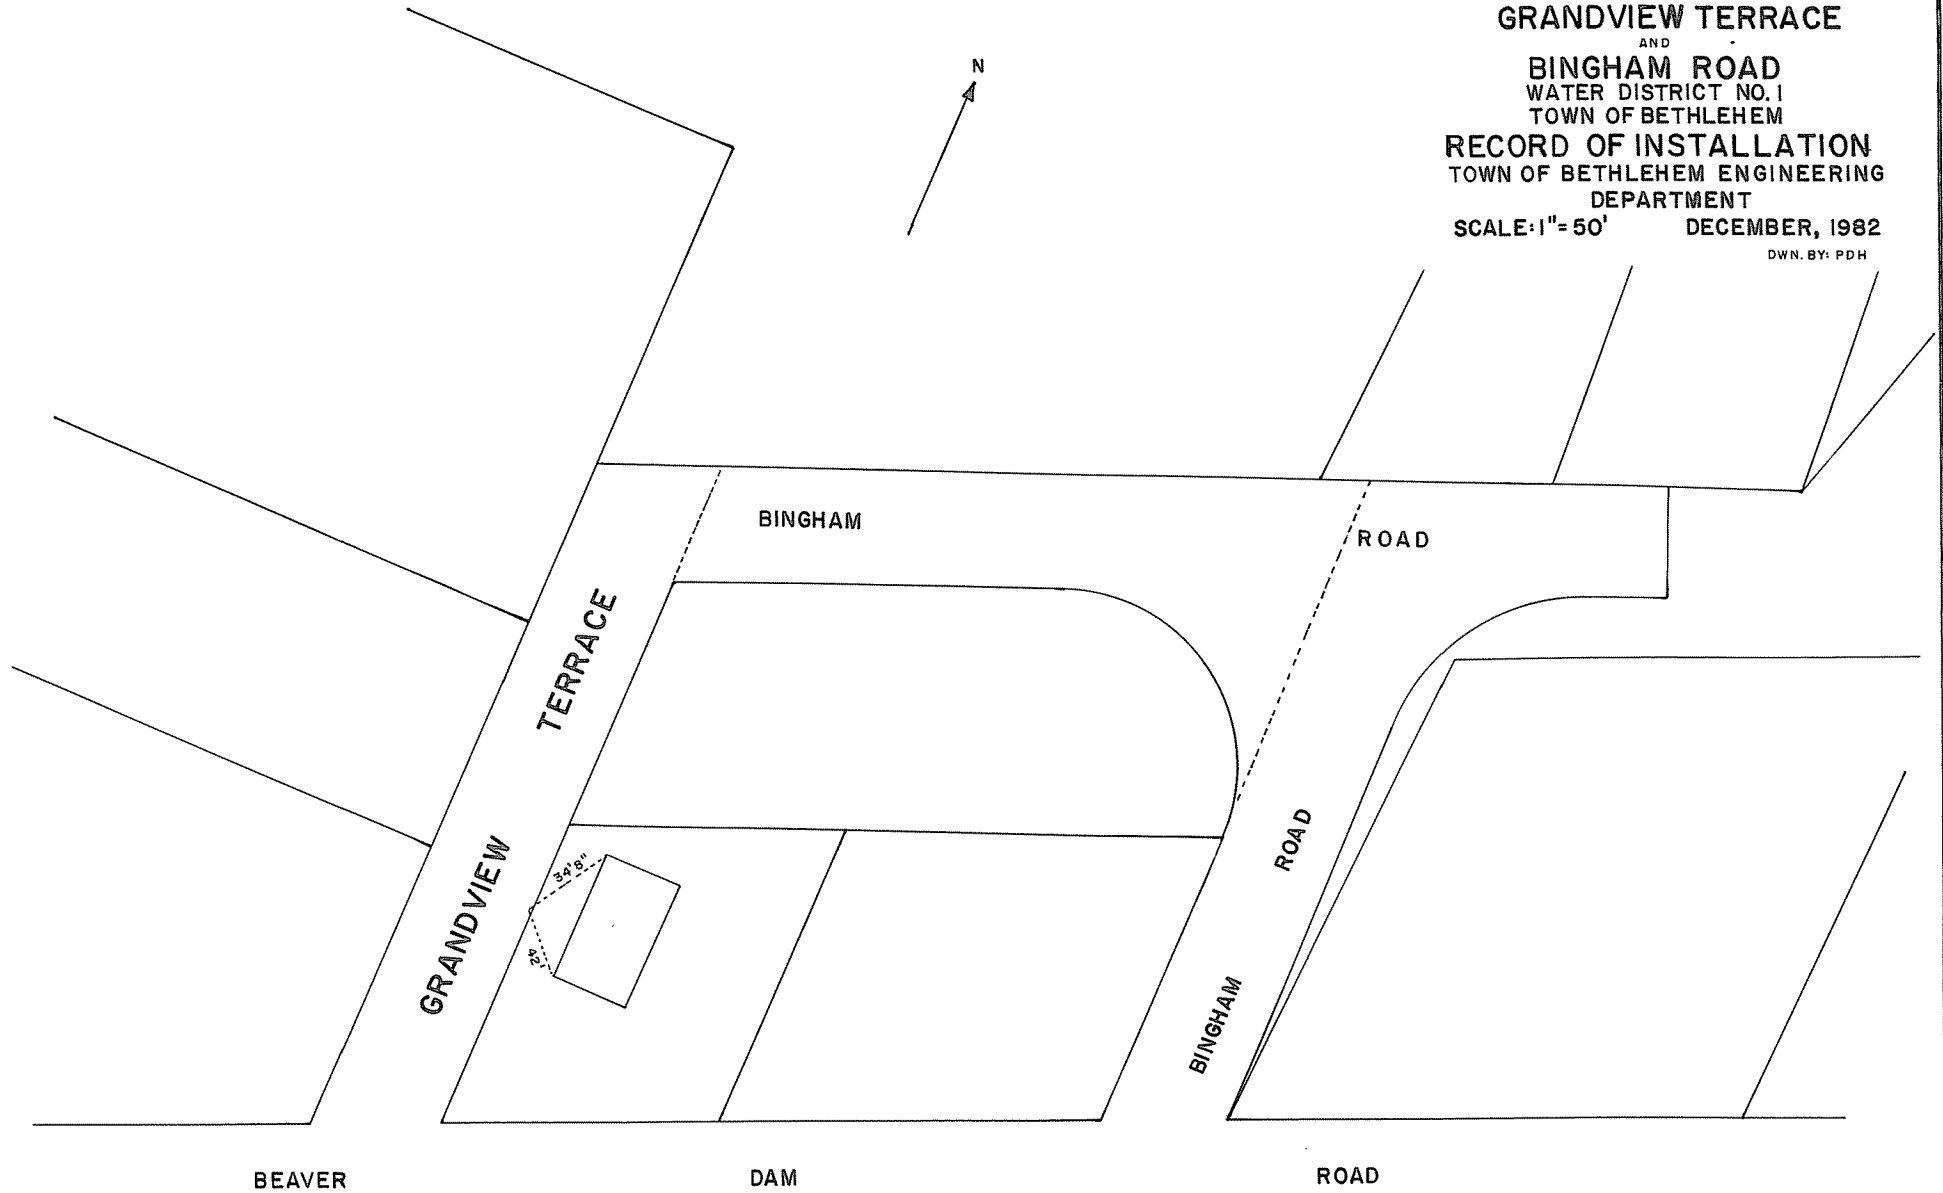 GRANDVIEW TERRACE
AND
BINGHAM ROAD
WATER DISTRICT NO.1
TOWN OF BETHLEHEM
RECORD OF INSTALLATION
TOWN OF BETHLEHEM ENGINEERING
DEPARTMENT
SCALE: 1"=50' DECEMBER, 1982
DWN. BY: PDH
N
BINGHAM ROAD
GRANDVIEW TERRACE
34'8"
42'
BINGHAM ROAD
BEAVER DAM ROAD